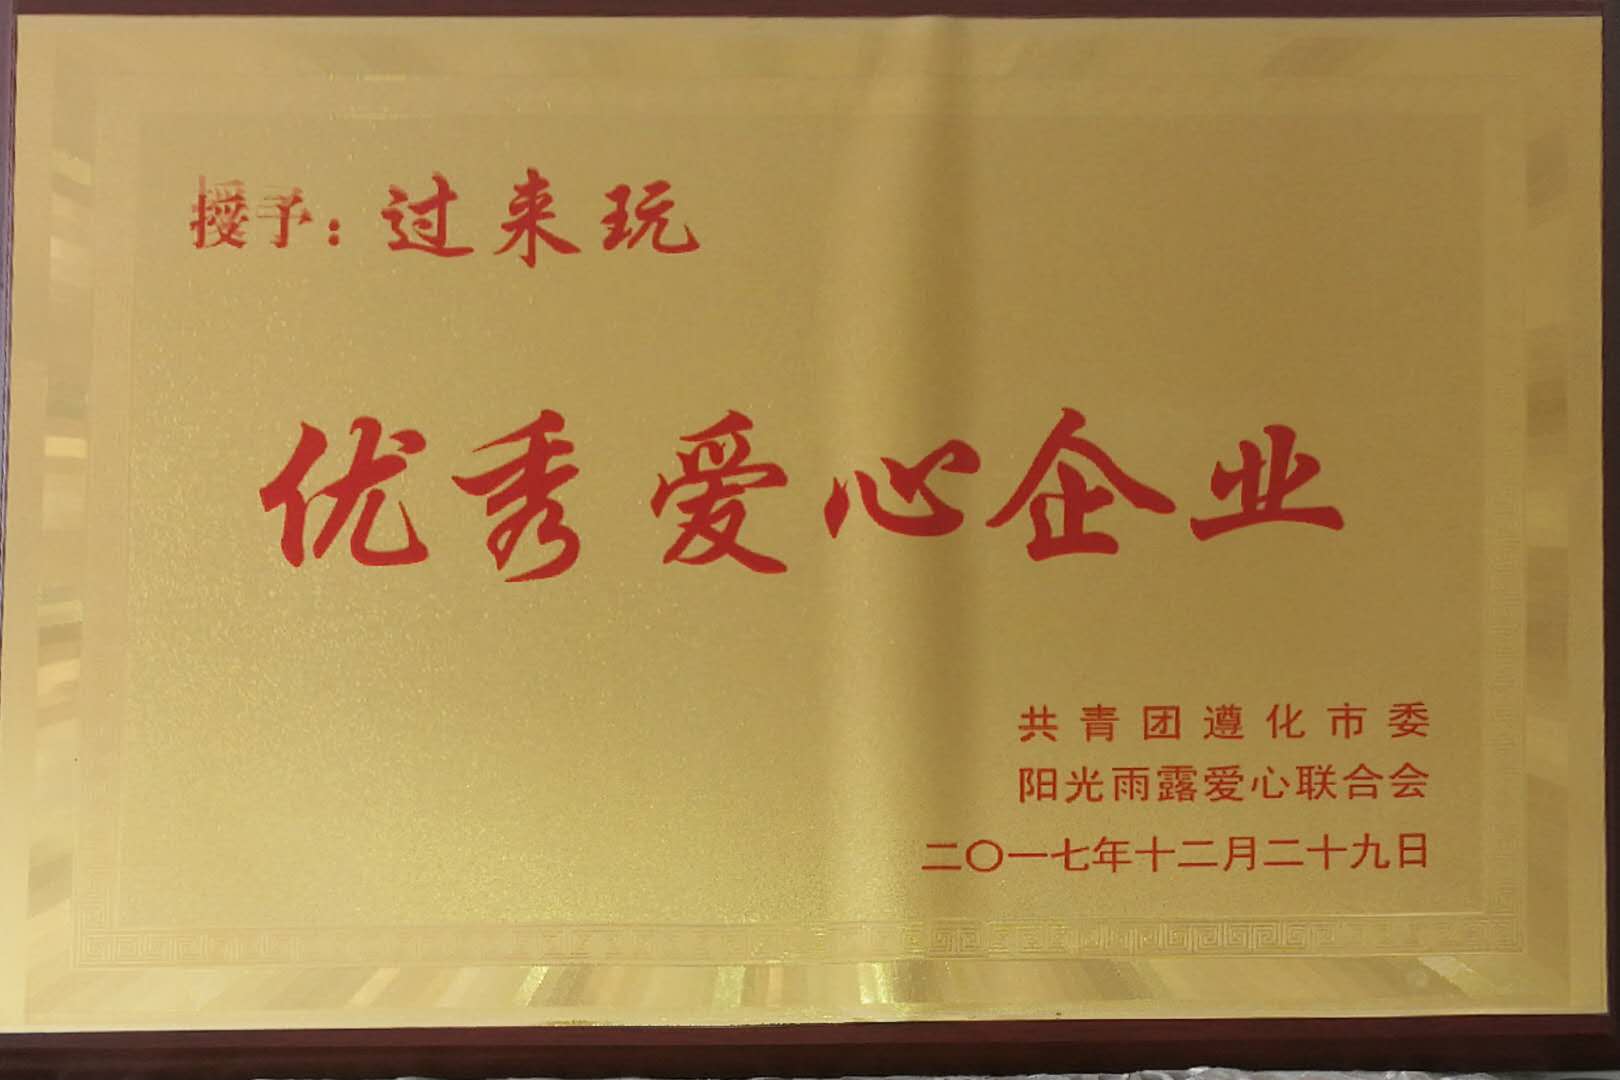 授予：过来玩
优秀爱心企业
共青团遵化市委
阳光雨露爱心联合会
二〇一七年十二月二十九日